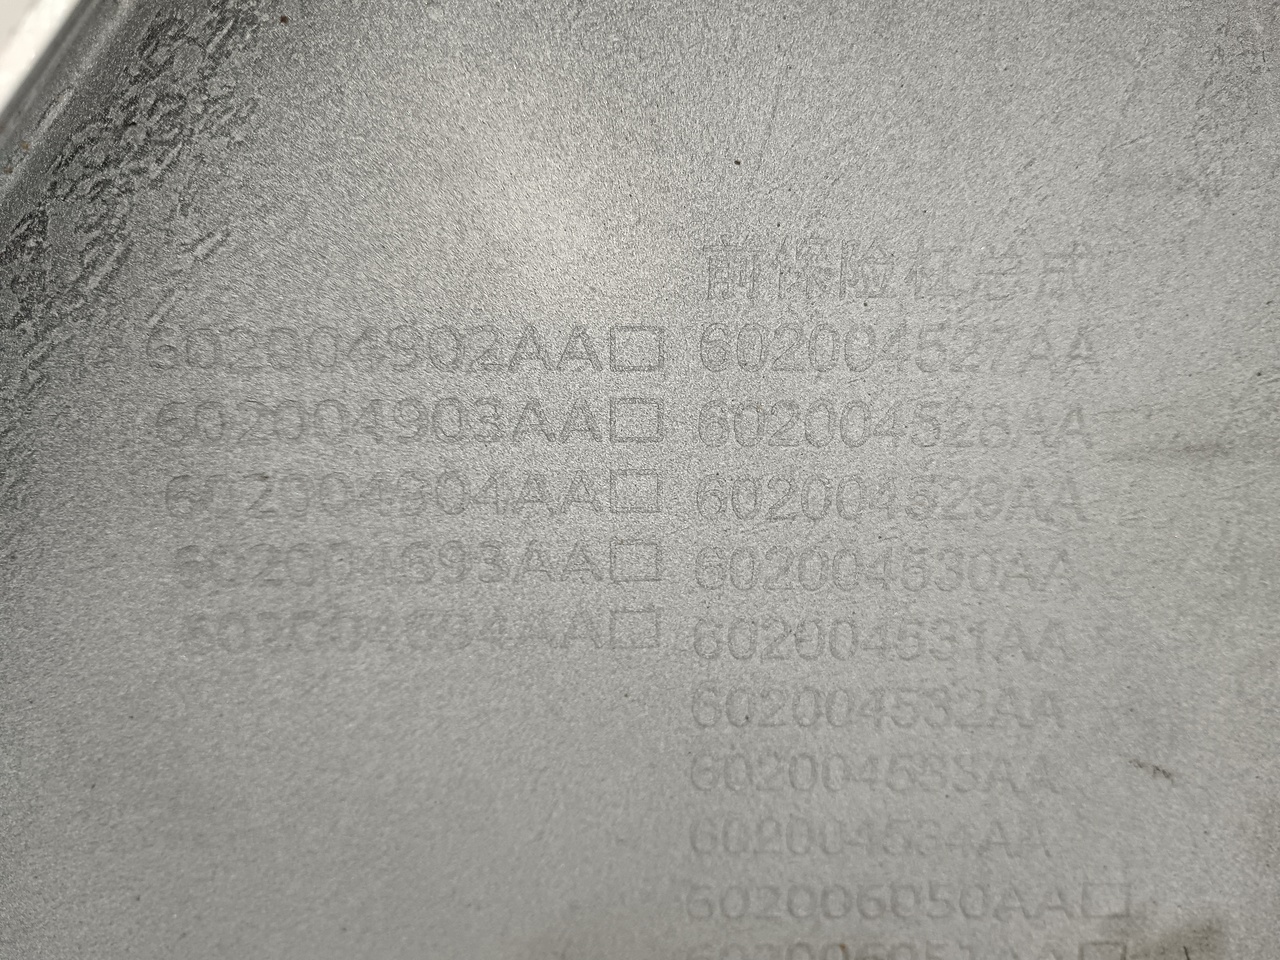 前保险杠总成
602004902AA□ 602004527AA
602004903AA□ 602004528AA
602004904AA□ 602004529AA
602004693AA□ 602004530AA
602004694AA□ 602004531AA
602004532AA
602004533AA
602004534AA
602006050AA□